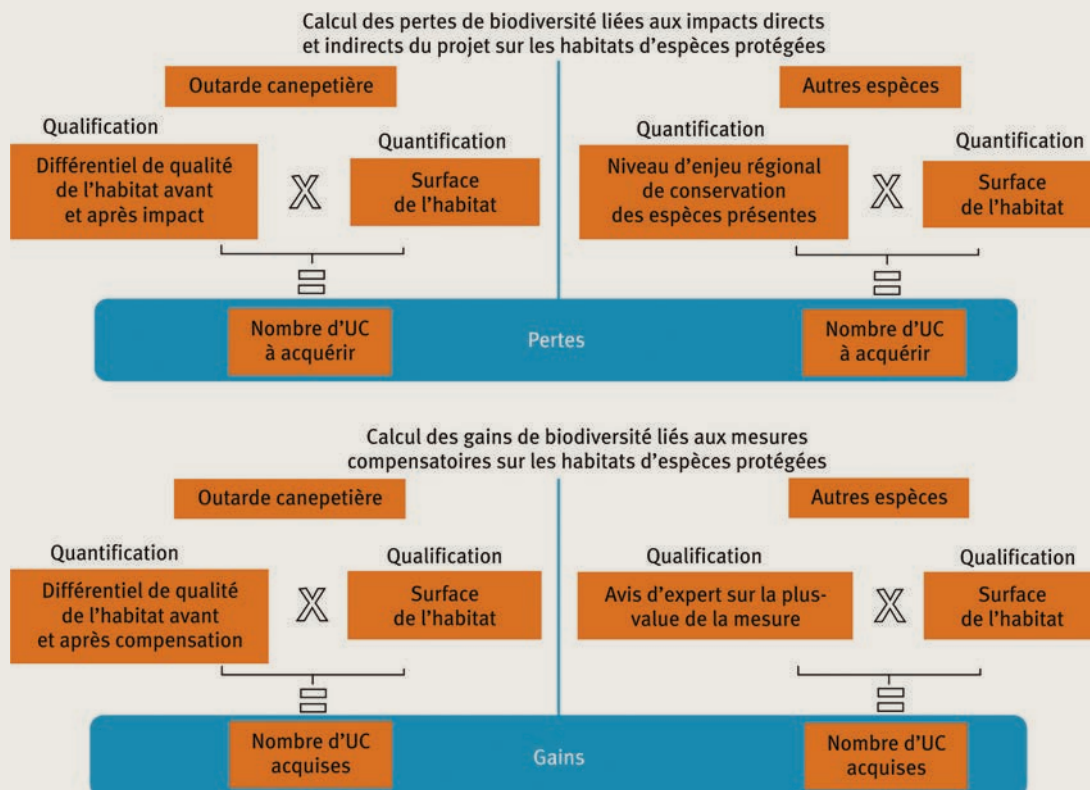 Calcul des pertes de biodiversité liées aux impacts directs
et indirects du projet sur les habitats d'espèces protégées
Outarde canepetière
Autres espèces
Qualification
Quantification
Quantification
Quantification
Différentiel de qualité
de l'habitat avant
et après impact
X
Surface
de l'habitat
Niveau d'enjeu régional
de conservation
des espèces présentes
X
Surface
de l'habitat
=
=
Nombre d'UC
à acquérir
Pertes
Nombre d'UC
à acquérir
Calcul des gains de biodiversité liés aux mesures
compensatoires sur les habitats d'espèces protégées
Outarde canepetière
Autres espèces
Quantification
Qualification
Qualification
Qualification
Différentiel de qualité
de l'habitat avant
et après compensation
X
Surface
de l'habitat
Avis d'expert sur la plus-
value de la mesure
X
Surface
de l'habitat
=
=
Nombre d'UC
acquises
Gains
Nombre d'UC
acquises